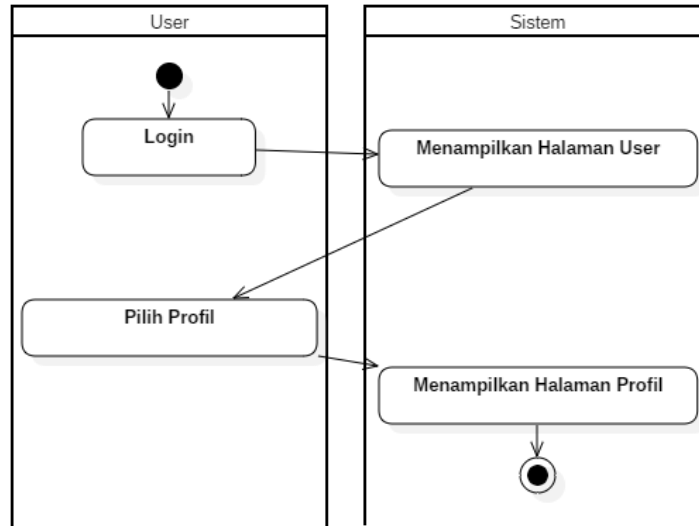 User
Sistem
Login
Menampilkan Halaman User
Pilih Profil
Menampilkan Halaman Profil